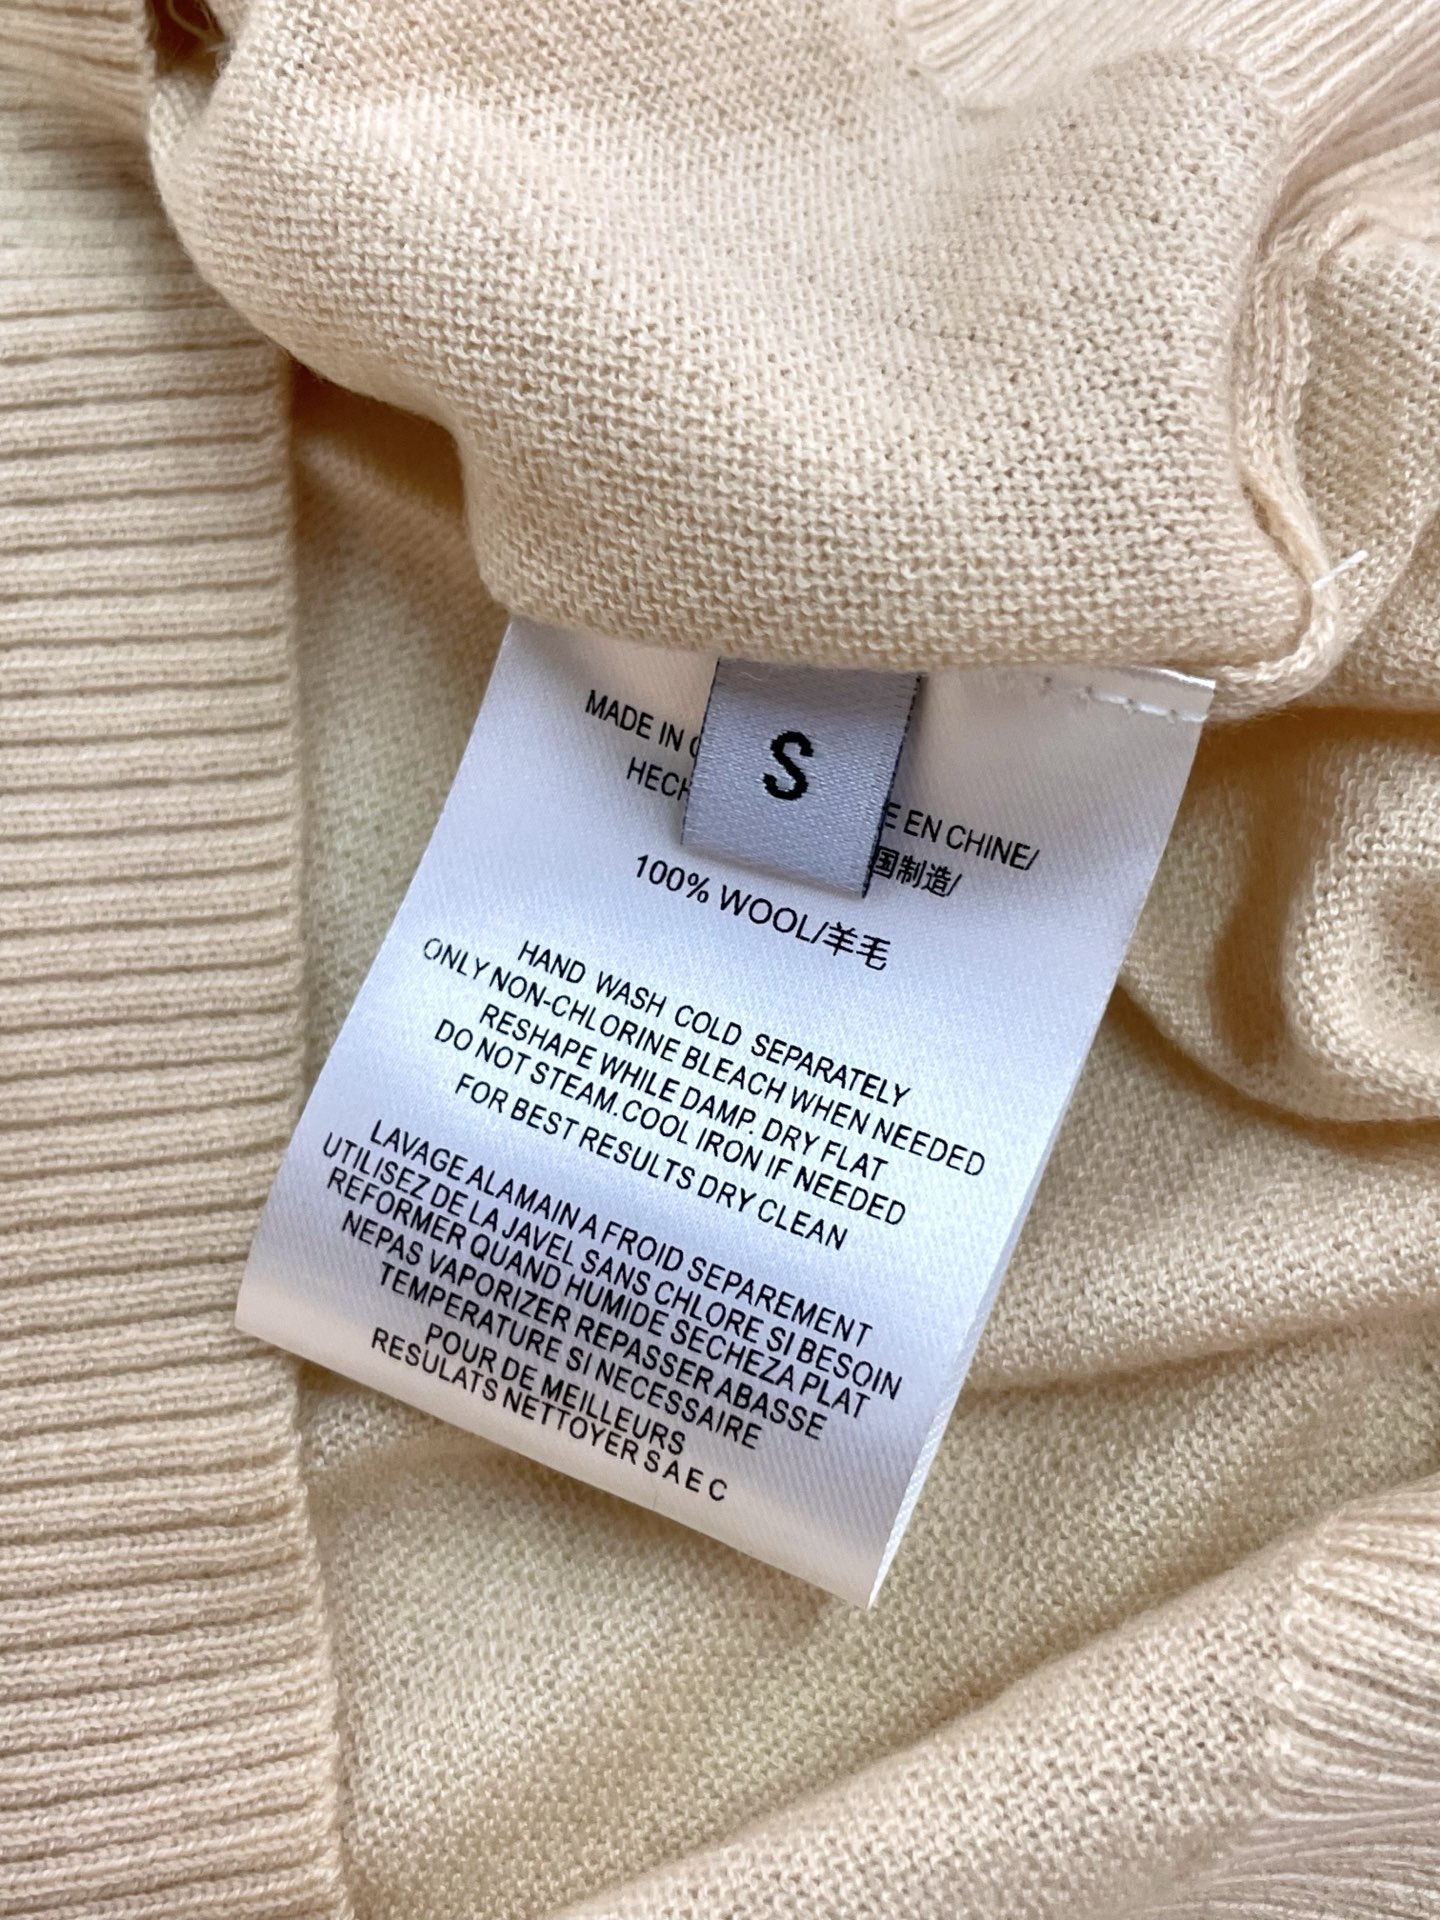 S
MADE IN
EN CHINE/
国制造/
100% WOOL/羊毛
HAND WASH COLD SEPARATELY
ONLY NON-CHLORINE BLEACH WHEN NEEDED
RESHAPE WHILE DAMP. DRY FLAT
DO NOT STEAM.COOL IRON IF NEEDED
FOR BEST RESULTS DRY CLEAN
LAVAGE ALAMAIN A FROID SEPAREMENT
UTILISEZ DE LA JAVEL SANS CHLORE SI BESOIN
REFORMER QUAND HUMIDE SECHEZA PLAT
NEPAS VAPORIZER REPASSER ABASSE
TEMPERATURE SI NECESSAIRE
POUR DE MEILLEURS
RESULATS NETTOYER S A E C